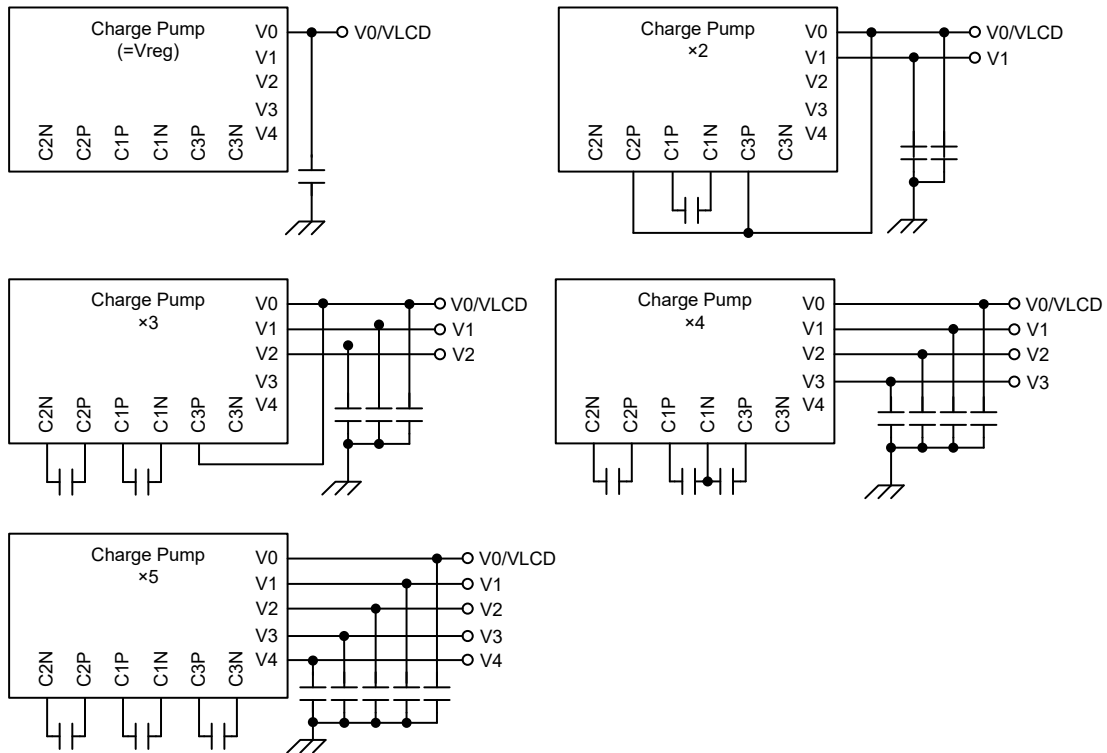 Charge Pump
(=Vreg)
V0
V1
V2
V3
V4
C2N
C2P
C1P
C1N
C3P
C3N
V0/VLCD
Charge Pump
×2
V0
V1
V2
V3
V4
C2N
C2P
C1P
C1N
C3P
C3N
V0/VLCD
V1
Charge Pump
×3
V0
V1
V2
V3
V4
C2N
C2P
C1P
C1N
C3P
C3N
V0/VLCD
V1
V2
Charge Pump
×4
V0
V1
V2
V3
V4
C2N
C2P
C1P
C1N
C3P
C3N
V0/VLCD
V1
V2
V3
Charge Pump
×5
V0
V1
V2
V3
V4
C2N
C2P
C1P
C1N
C3P
C3N
V0/VLCD
V1
V2
V3
V4